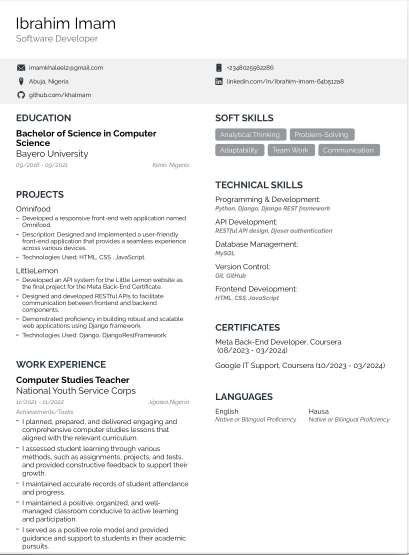 Ibrahim Imam
Software Developer
imamkhaleelz@gmail.com
+2348025562286
Abuja, Nigeria
linkedin.com/in/ibrahim-imam-64b5128
github.com/khalmam
EDUCATION
Bachelor of Science in Computer
Science
Bayero University
09/2016 - 09/2021
Kano, Nigeria
PROJECTS
Omnifood
– Developed a responsive front-end web application named
Omnifood.
– Description: Designed and implemented a user-friendly
front-end application that provides a seamless experience
across various devices.
– Technologies Used: HTML, CSS , JavaScript
LittleLemon
– Developed an API system for the Little Lemon website as
the final project for the Meta Back-End Certificate.
– Designed and developed RESTful APIs to facilitate
communication between frontend and backend
components.
– Demonstrated proficiency in building robust and scalable
web applications using Django framework.
– Technologies Used: Django, DjangoRestFramework.
WORK EXPERIENCE
Computer Studies Teacher
National Youth Service Corps
11/2021 - 11/2022
Jigawa,Nigeria
Achievements/Tasks
– I planned, prepared, and delivered engaging and
comprehensive computer studies lessons that
aligned with the relevant curriculum.
– I assessed student learning through various
methods, such as assignments, projects, and tests,
and provided constructive feedback to support their
growth.
– I maintained accurate records of student attendance
and progress.
– I maintained a positive, organized, and well-
managed classroom conducive to active learning
and participation.
– I served as a positive role model and provided
guidance and support to students in their academic
pursuits.
SOFT SKILLS
Analytical Thinking
Problem-Solving
Adaptability
Team Work
Communication
TECHNICAL SKILLS
Programming & Development:
Python, Django, Django REST framework
API Development:
RESTful API design, Djoser authentication
Database Management:
MySQL
Version Control:
Git, GitHub
Frontend Development:
HTML, CSS, JavaScript
CERTIFICATES
Meta Back-End Developer, Coursera
(08/2023 - 03/2024)
Google IT Support, Coursera (10/2023 - 03/2024)
LANGUAGES
English
Native or Bilingual Proficiency
Hausa
Native or Bilingual Proficiency